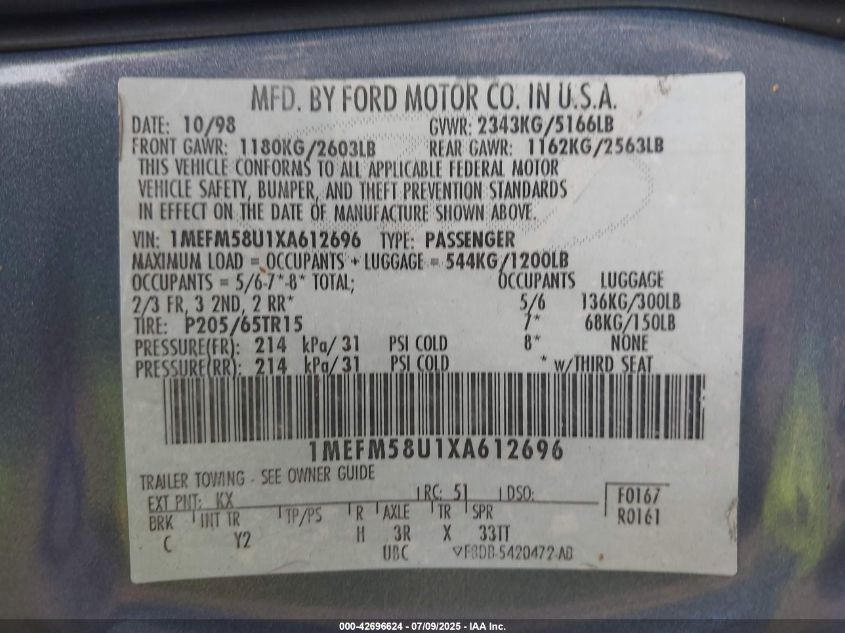 MFD. BY FORD MOTOR CO. IN U.S.A.
DATE: 10/98 GVWR: 2343KG/5166LB
FRONT GAWR: 1180KG/2603LB REAR GAWR: 1162KG/2563LB
THIS VEHICLE CONFORMS TO ALL APPLICABLE FEDERAL MOTOR
VEHICLE SAFETY, BUMPER, AND THEFT PREVENTION STANDARDS
IN EFFECT ON THE DATE OF MANUFACTURE SHOWN ABOVE.
VIN: 1MEFM58U1XA612696 TYPE: PASSENGER
MAXIMUM LOAD = OCCUPANTS + LUGGAGE = 544KG/1200LB
OCCUPANTS = 5/6-7*-8* TOTAL; OCCUPANTS LUGGAGE
2/3 FR, 3 2ND, 2 RR* 5/6 136KG/300LB
TIRE: P205/65TR15 7* 68KG/150LB
PRESSURE(FR): 214 kPa/31 PSI COLD 8* NONE
PRESSURE(RR): 214 kPa/31 PSI COLD * w/THIRD SEAT
1MEFM58U1XA612696
TRAILER TOWING - SEE OWNER GUIDE
EXT PNT: KX RC: 51 DSO: F0167
BRK INT TR TP/PS R AXLE TR SPR R0161
C Y2 H 3R X 33TT
UBC VF8DB-5420472-AB
000-42696624 / 07/09/2025 - IAA Inc.